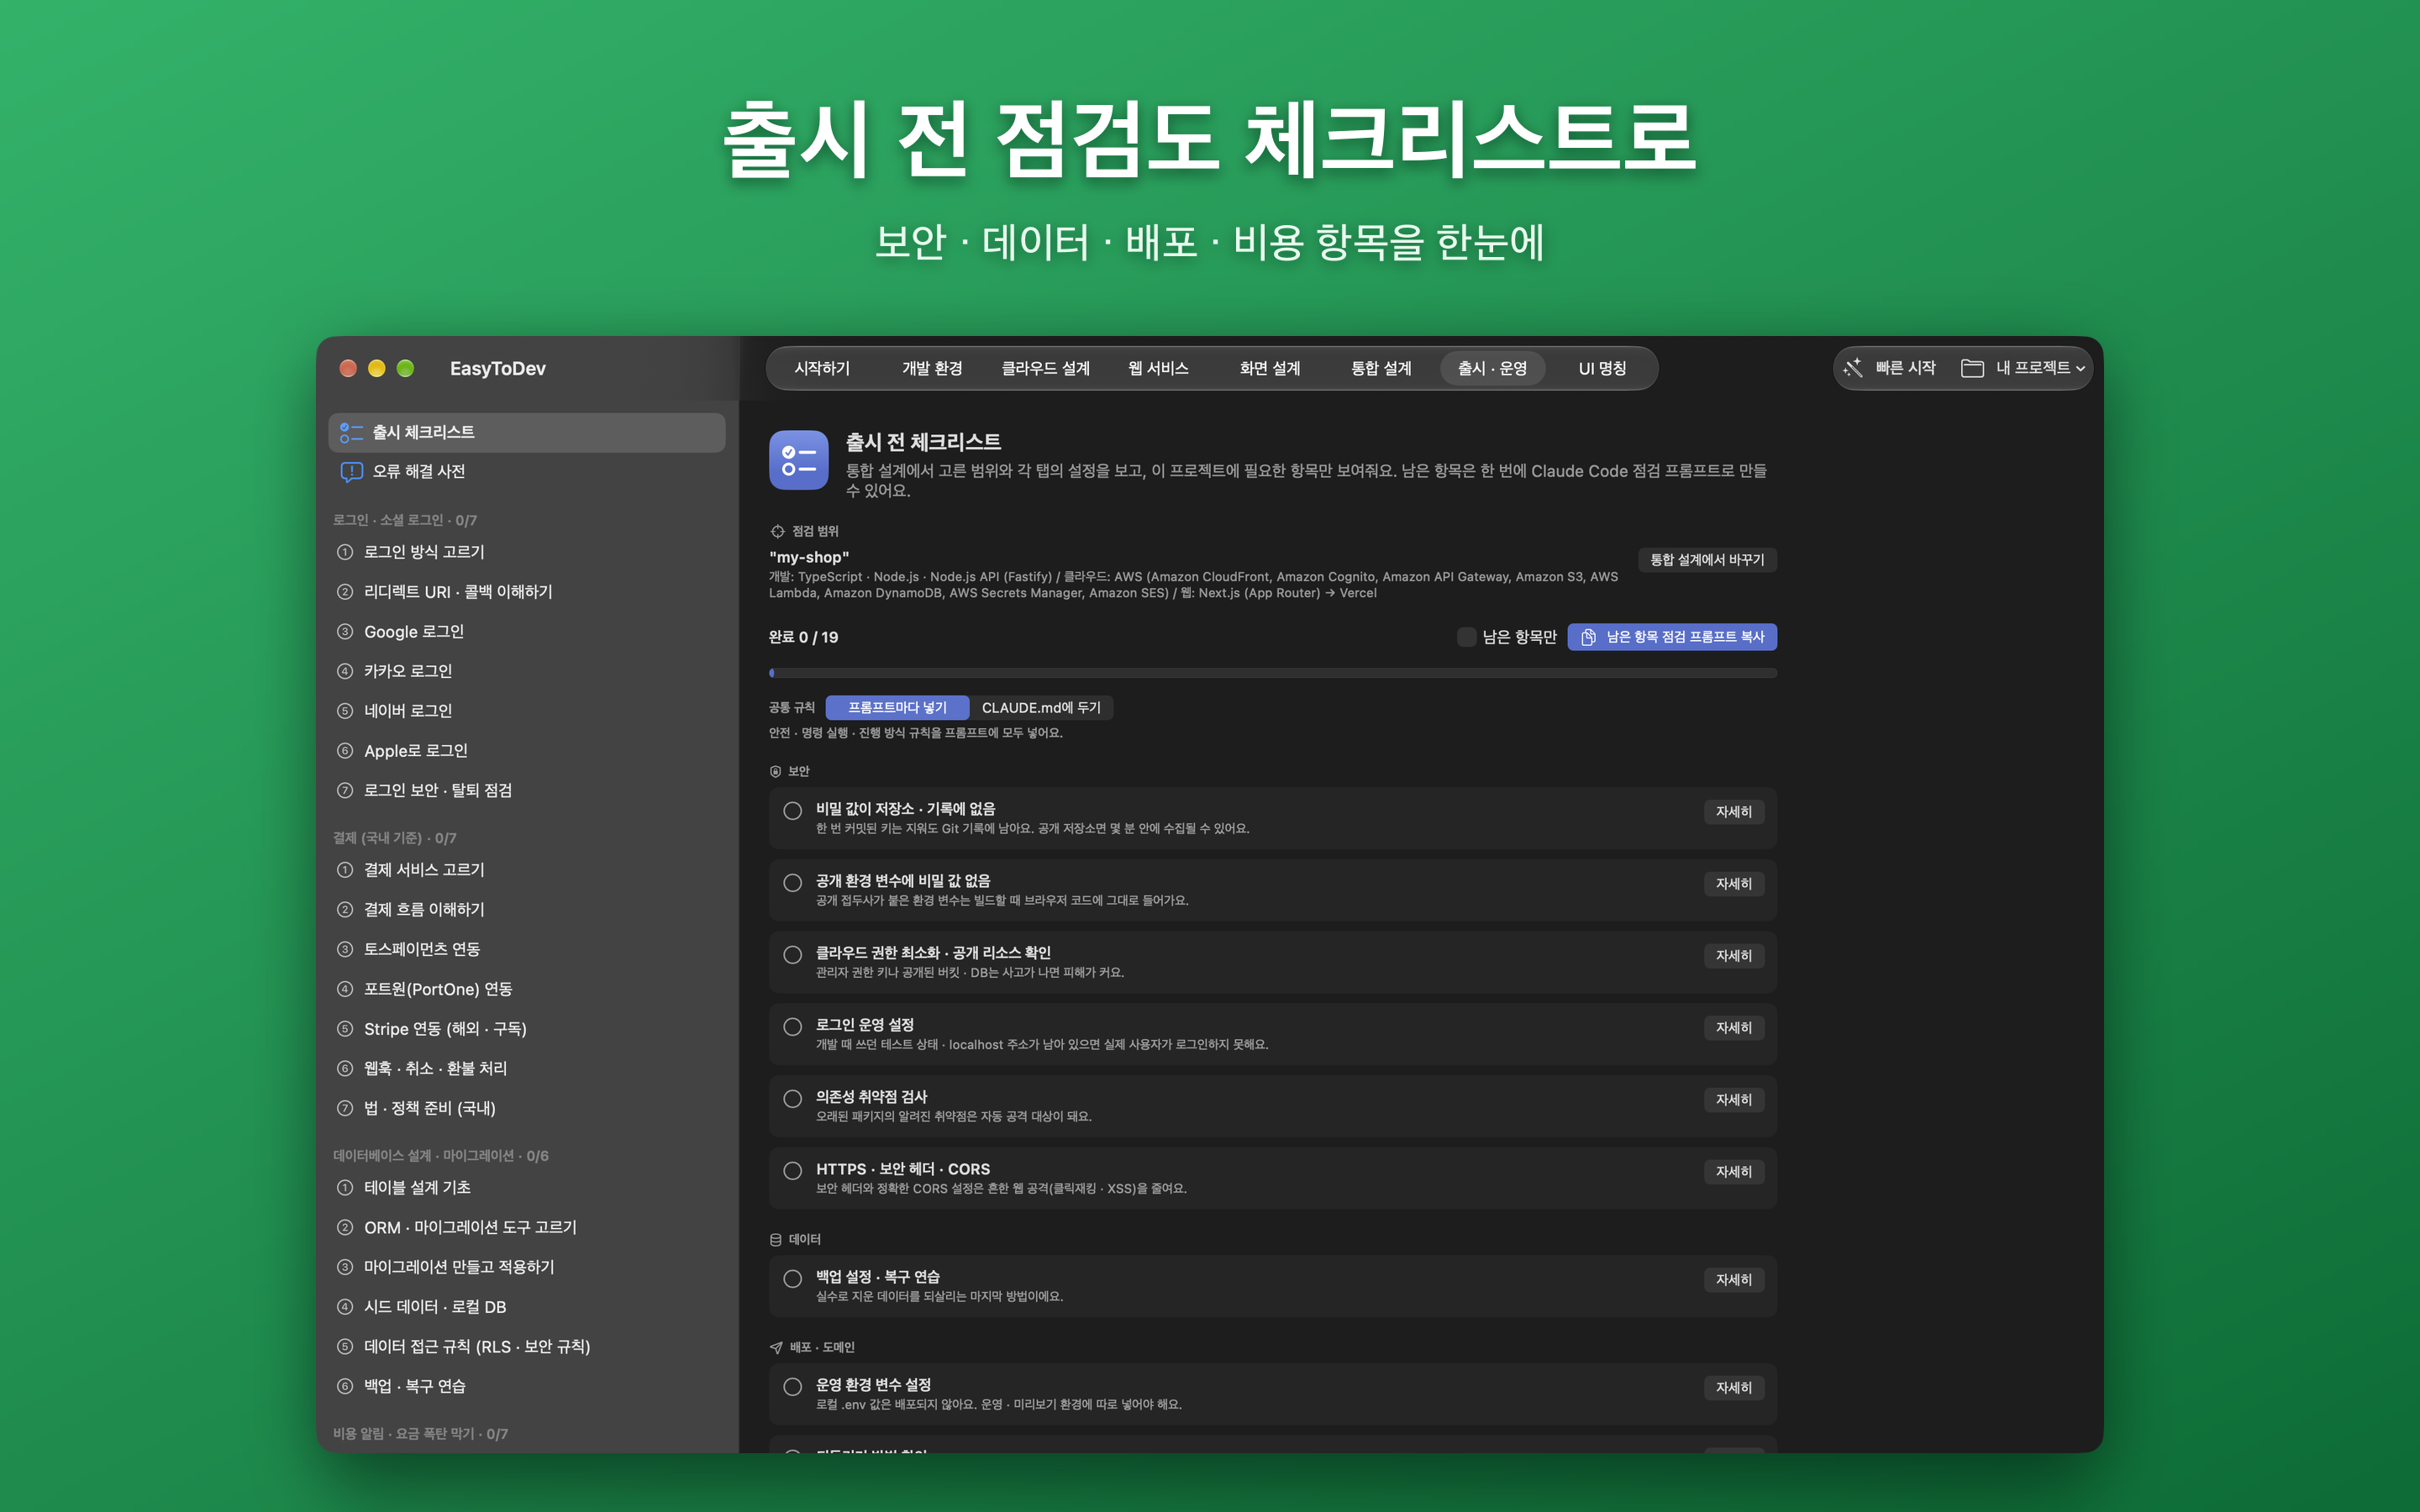 출시 전 점검도 체크리스트로
보안 · 데이터 · 배포 · 비용 항목을 한눈에
EasyToDev
시작하기
개발 환경
클라우드 설계
웹 서비스
화면 설계
통합 설계
출시 · 운영
UI 명칭
빠른 시작
내 프로젝트
출시 체크리스트
오류 해결 사전
로그인 · 소셜 로그인 · 0/7
1 로그인 방식 고르기
2 리디렉트 URI · 콜백 이해하기
3 Google 로그인
4 카카오 로그인
5 네이버 로그인
6 Apple로 로그인
7 로그인 보안 · 탈퇴 점검
결제 (국내 기준) · 0/7
1 결제 서비스 고르기
2 결제 흐름 이해하기
3 토스페이먼츠 연동
4 포트원(PortOne) 연동
5 Stripe 연동 (해외 · 구독)
6 웹훅 · 취소 · 환불 처리
7 법 · 정책 준비 (국내)
데이터베이스 설계 · 마이그레이션 · 0/6
1 테이블 설계 기초
2 ORM · 마이그레이션 도구 고르기
3 마이그레이션 만들고 적용하기
4 시드 데이터 · 로컬 DB
5 데이터 접근 규칙 (RLS · 보안 규칙)
6 백업 · 복구 연습
비용 알림 · 요금 폭탄 막기 · 0/7
출시 전 체크리스트
통합 설계에서 고른 범위와 각 탭의 설정을 보고, 이 프로젝트에 필요한 항목만 보여줘요. 남은 항목은 한 번에 Claude Code 점검 프롬프트로 만들
수 있어요.
점검 범위
"my-shop"
통합 설계에서 바꾸기
개발: TypeScript · Node.js · Node.js API (Fastify) / 클라우드: AWS (Amazon CloudFront, Amazon Cognito, Amazon API Gateway, Amazon S3, AWS
Lambda, Amazon DynamoDB, AWS Secrets Manager, Amazon SES) / 웹: Next.js (App Router) → Vercel
완료 0 / 19
남은 항목만
남은 항목 점검 프롬프트 복사
공통 규칙
프롬프트마다 넣기
CLAUDE.md에 두기
안전 · 명령 실행 · 진행 방식 규칙을 프롬프트에 모두 넣어요.
보안
비밀 값이 저장소 · 기록에 없음
자세히
한 번 커밋된 키는 지워도 Git 기록에 남아요. 공개 저장소면 몇 분 안에 수집될 수 있어요.
공개 환경 변수에 비밀 값 없음
자세히
공개 접두사가 붙은 환경 변수는 빌드할 때 브라우저 코드에 그대로 들어가요.
클라우드 권한 최소화 · 공개 리소스 확인
자세히
관리자 권한 키나 공개된 버킷 · DB는 사고가 나면 피해가 커요.
로그인 운영 설정
자세히
개발 때 쓰던 테스트 상태 · localhost 주소가 남아 있으면 실제 사용자가 로그인하지 못해요.
의존성 취약점 검사
자세히
오래된 패키지의 알려진 취약점은 자동 공격 대상이 돼요.
HTTPS · 보안 헤더 · CORS
자세히
보안 헤더와 정확한 CORS 설정은 흔한 웹 공격(클릭재킹 · XSS)을 줄여요.
데이터
백업 설정 · 복구 연습
자세히
실수로 지운 데이터를 되살리는 마지막 방법이에요.
배포 · 도메인
운영 환경 변수 설정
자세히
로컬 .env 값은 배포되지 않아요. 운영 · 미리보기 환경에 따로 넣어야 해요.